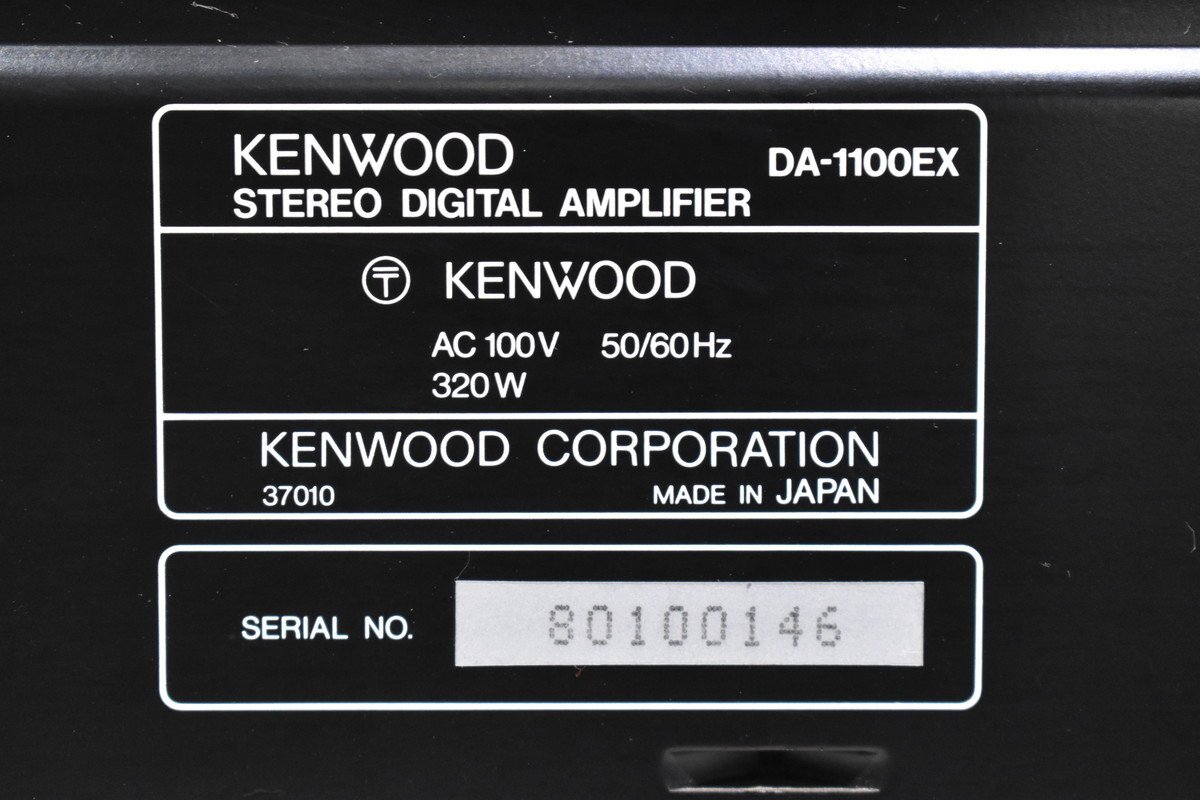 KENWOOD DA-1100EX
STEREO DIGITAL AMPLIFIER
〒 KENWOOD
AC 100V 50/60Hz
320W
KENWOOD CORPORATION
37010 MADE IN JAPAN
SERIAL NO. 80100146